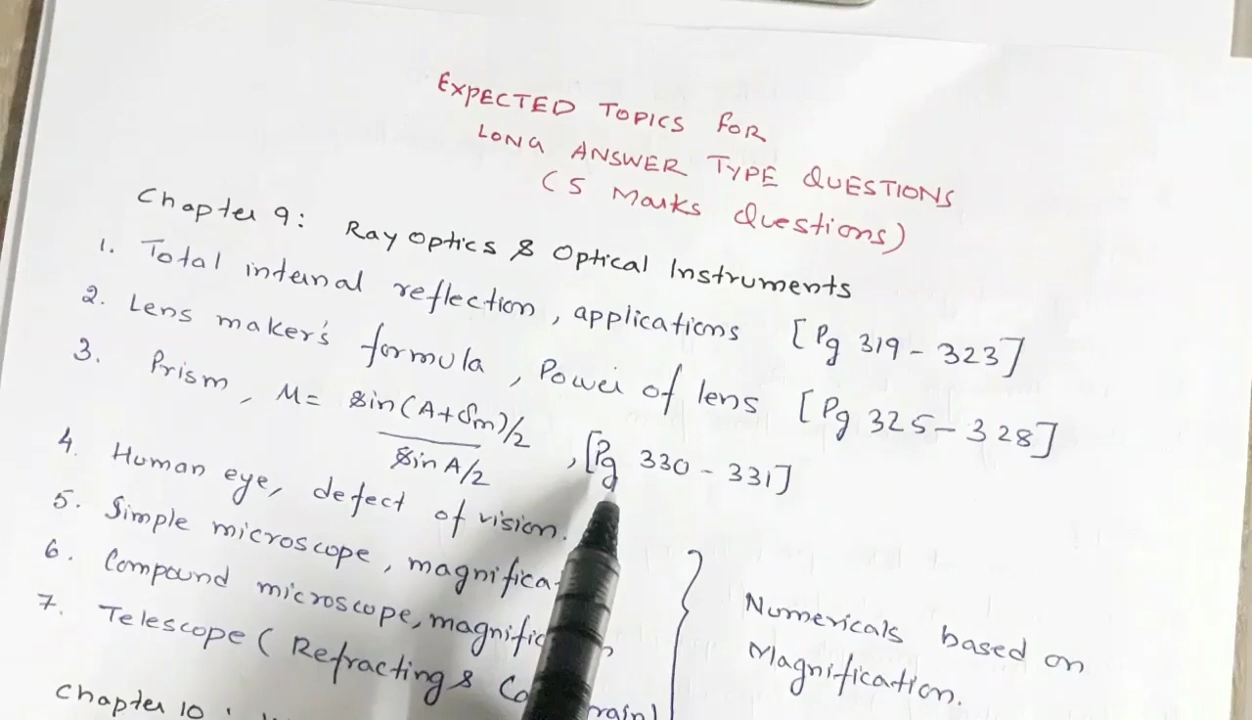 EXPECTED TOPICS FOR
LONG ANSWER TYPE QUESTIONS
(5 Marks Questions)
Chapter 9: Ray Optics & Optical Instruments
1. Total internal reflection, applications [Pg 319-323]
2. Lens maker's formula, Power of lens [Pg 325-328]
3. Prism, M = sin(A+δm)/2
sinA/2
, [Pg 330-331]
4. Human eye, defect of vision.
5. Simple microscope,
6. Compound microscope,
7. Telescope (Refracting &
Numericals based on
Magnification.
Chapter 10: